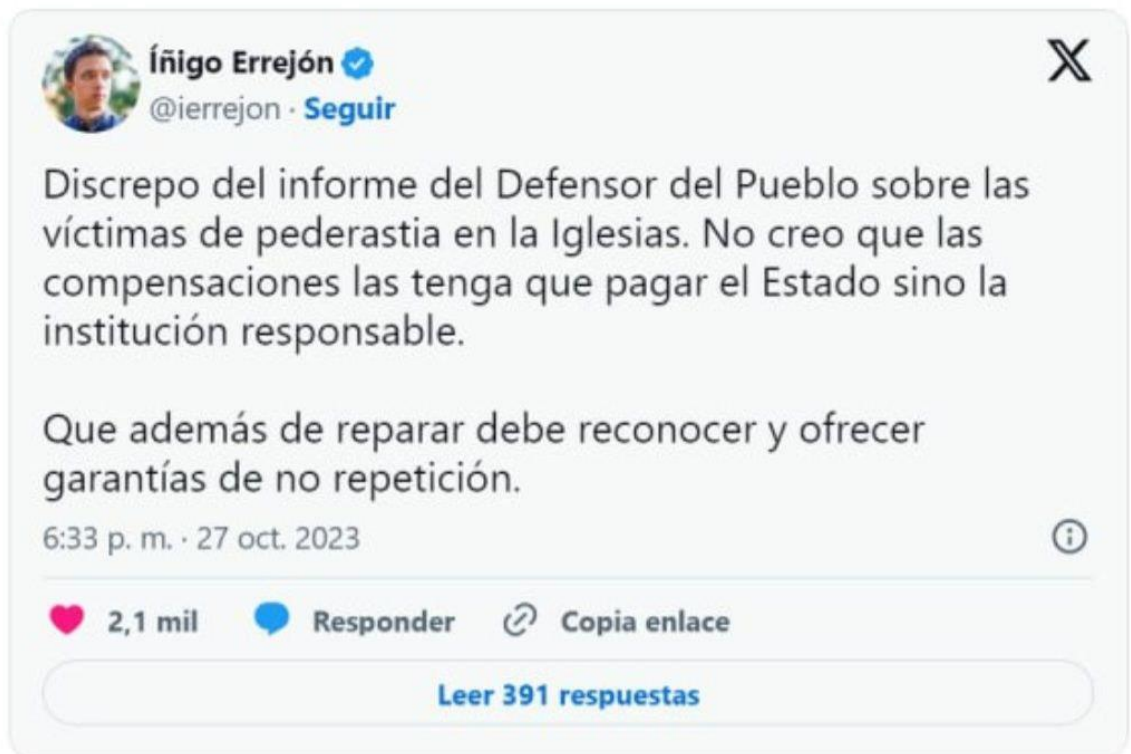 Íñigo Errejón
@ierrejon · Seguir
Discrepo del informe del Defensor del Pueblo sobre las
víctimas de pederastia en la Iglesias. No creo que las
compensaciones las tenga que pagar el Estado sino la
institución responsable.
Que además de reparar debe reconocer y ofrecer
garantías de no repetición.
6:33 p. m. · 27 oct. 2023
2,1 mil Responder Copia enlace
Leer 391 respuestas